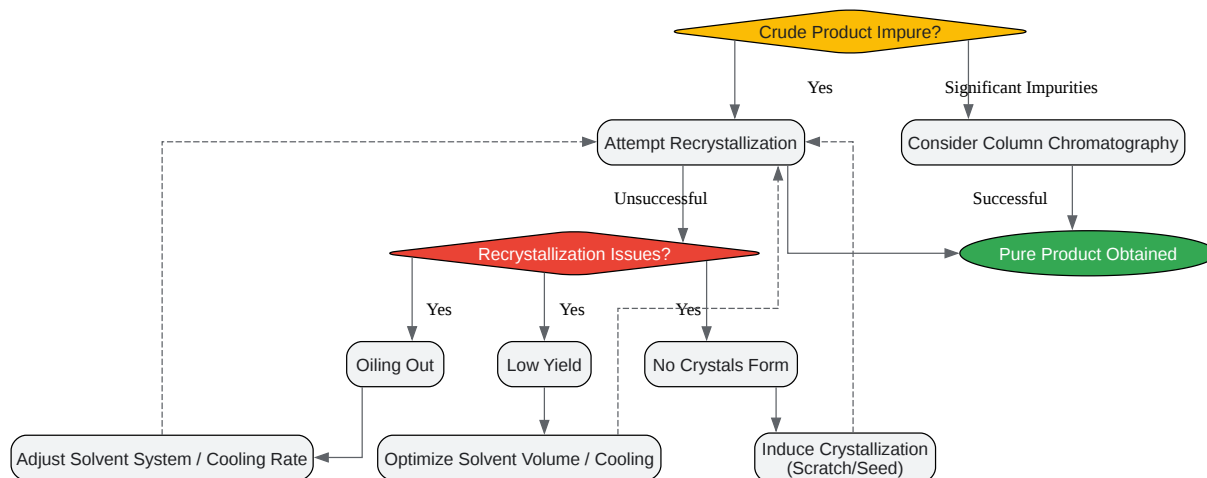 Crude Product Impure?
Yes
Significant Impurities
Attempt Recrystallization
Consider Column Chromatography
Unsuccessful
Successful
Recrystallization Issues?
Pure Product Obtained
Yes
Yes
Yes
Oiling Out
Low Yield
No Crystals Form
Adjust Solvent System / Cooling Rate
Optimize Solvent Volume / Cooling
Induce Crystallization
(Scratch/Seed)